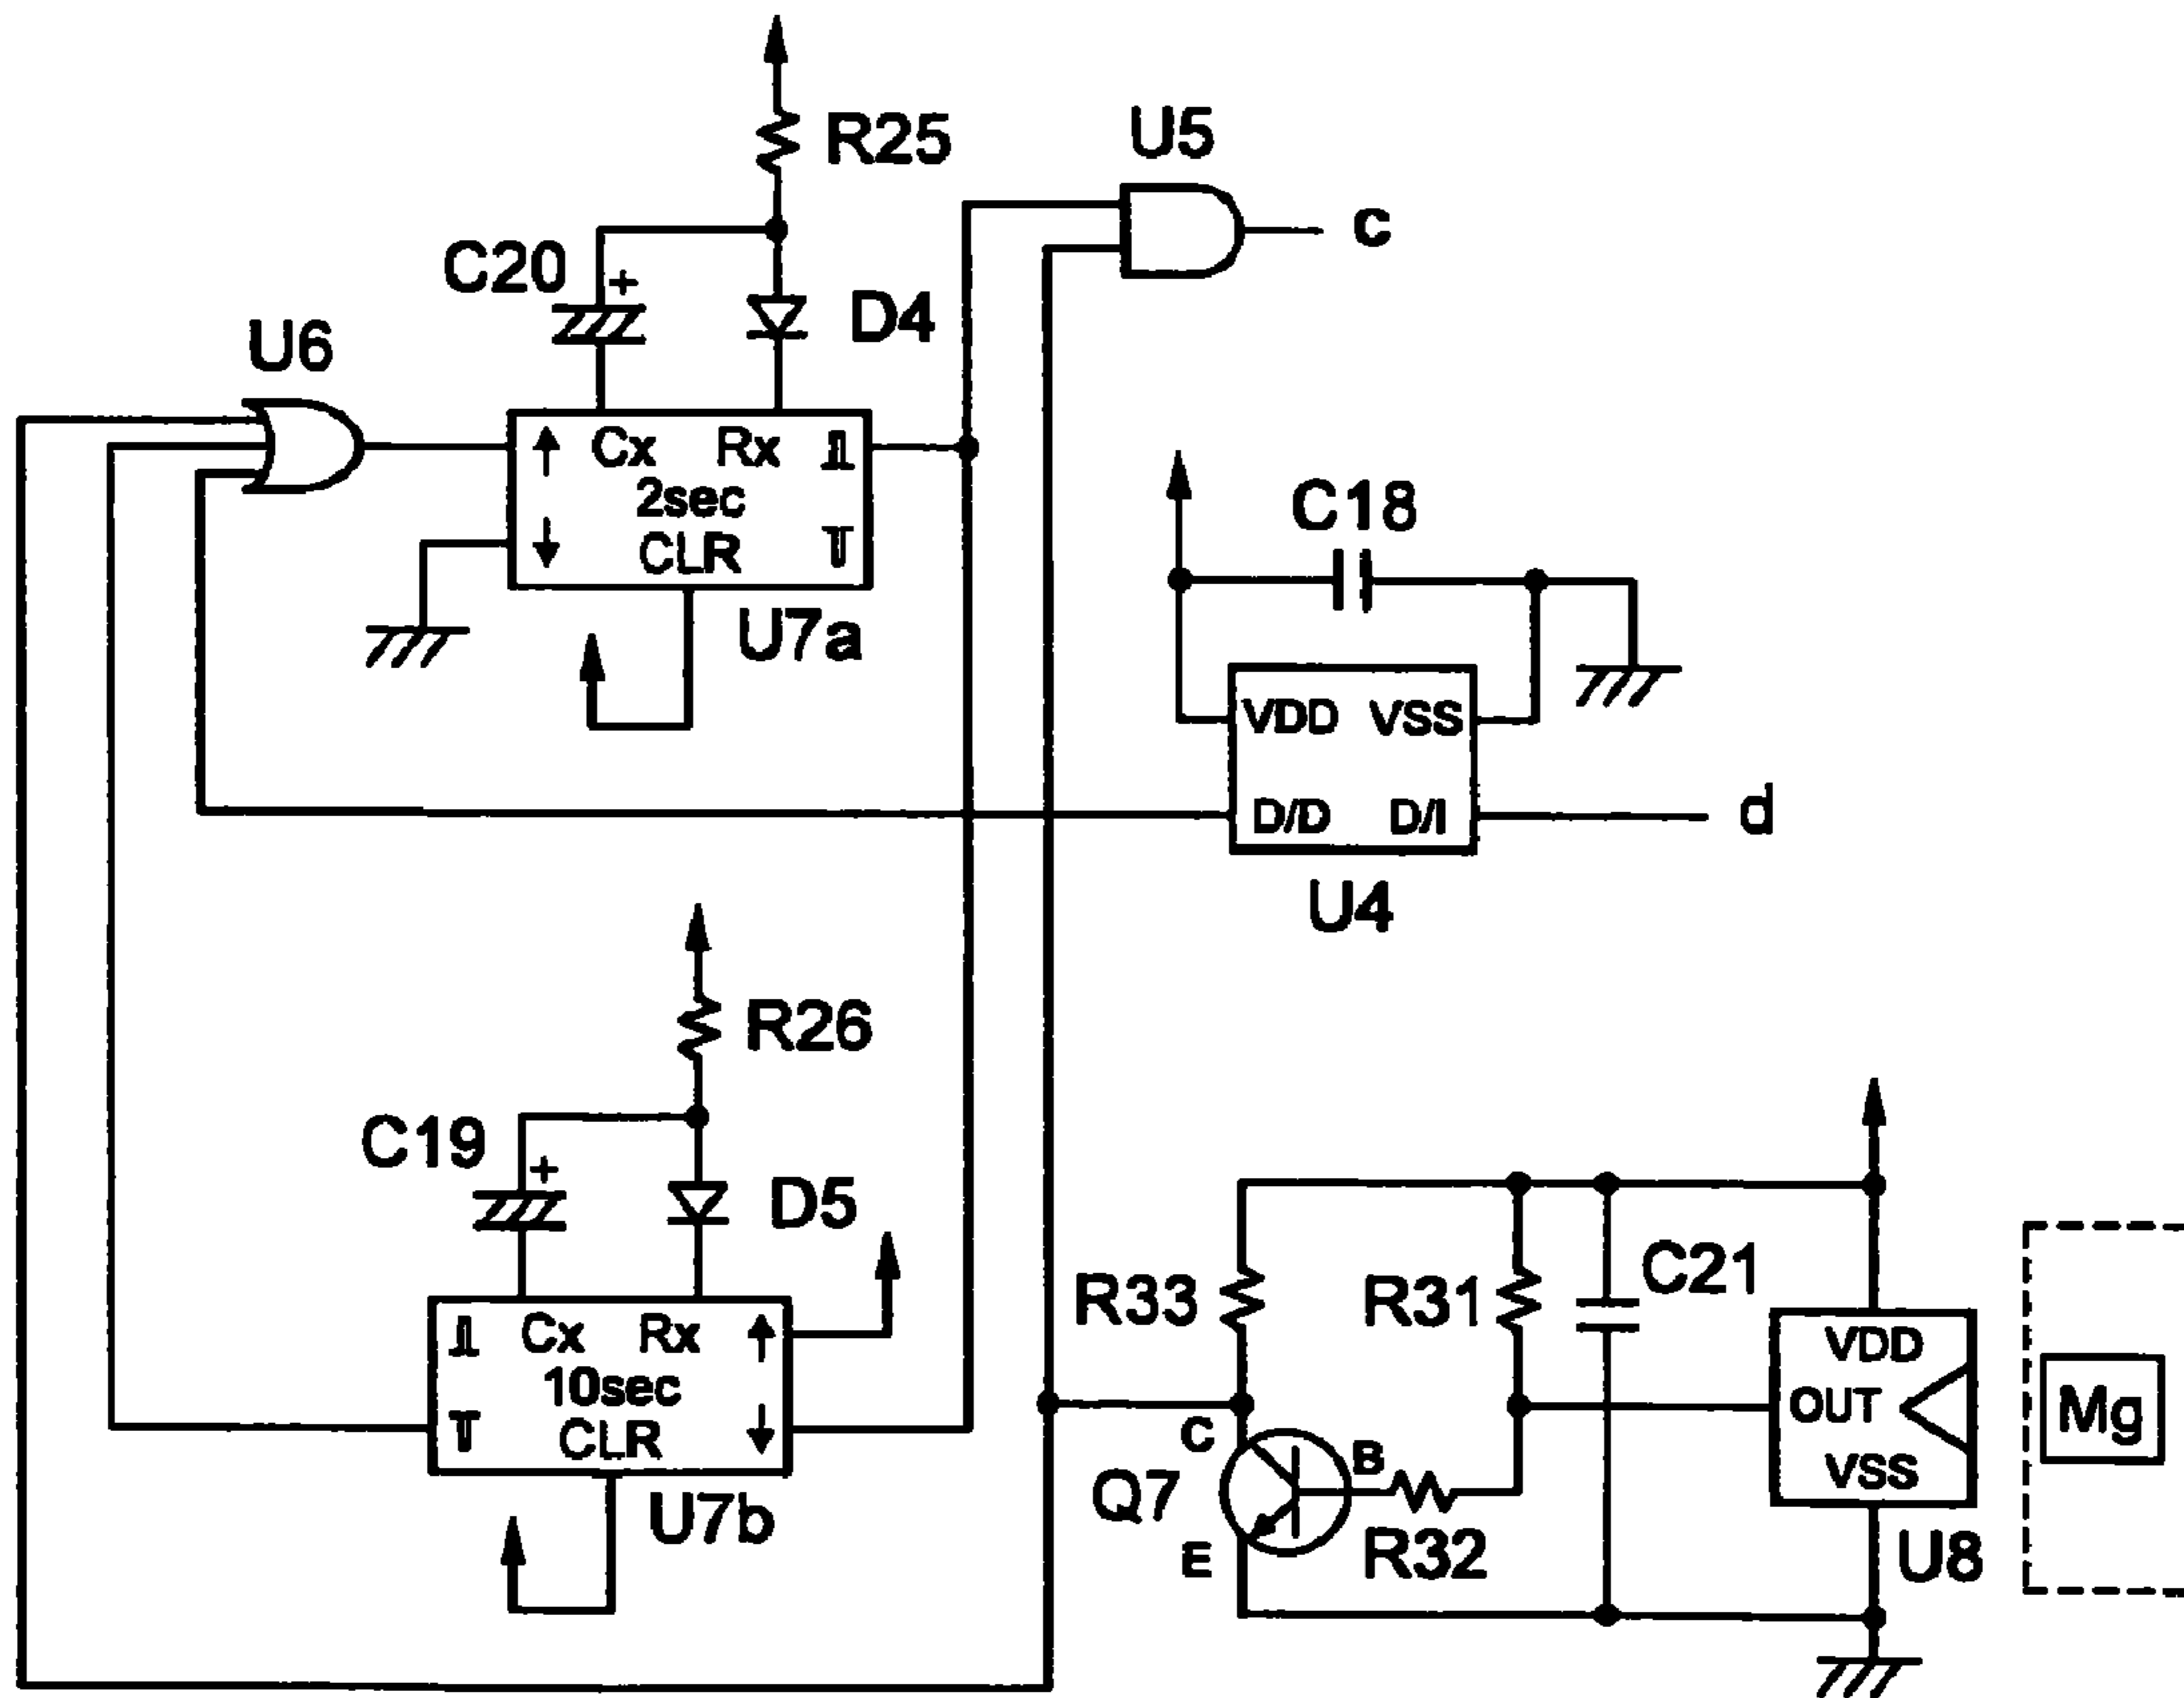 R25
U5
c
C20 +
D4
U6
Cx Rx
2sec
CLR
U7a
C18
VDD VSS
D/D D/I
d
U4
R26
C19 +
D5
Cx Rx
10sec
CLR
U7b
R33
R31
C21
VDD
OUT
VSS
Mg
C
B
Q7
E
R32
U8